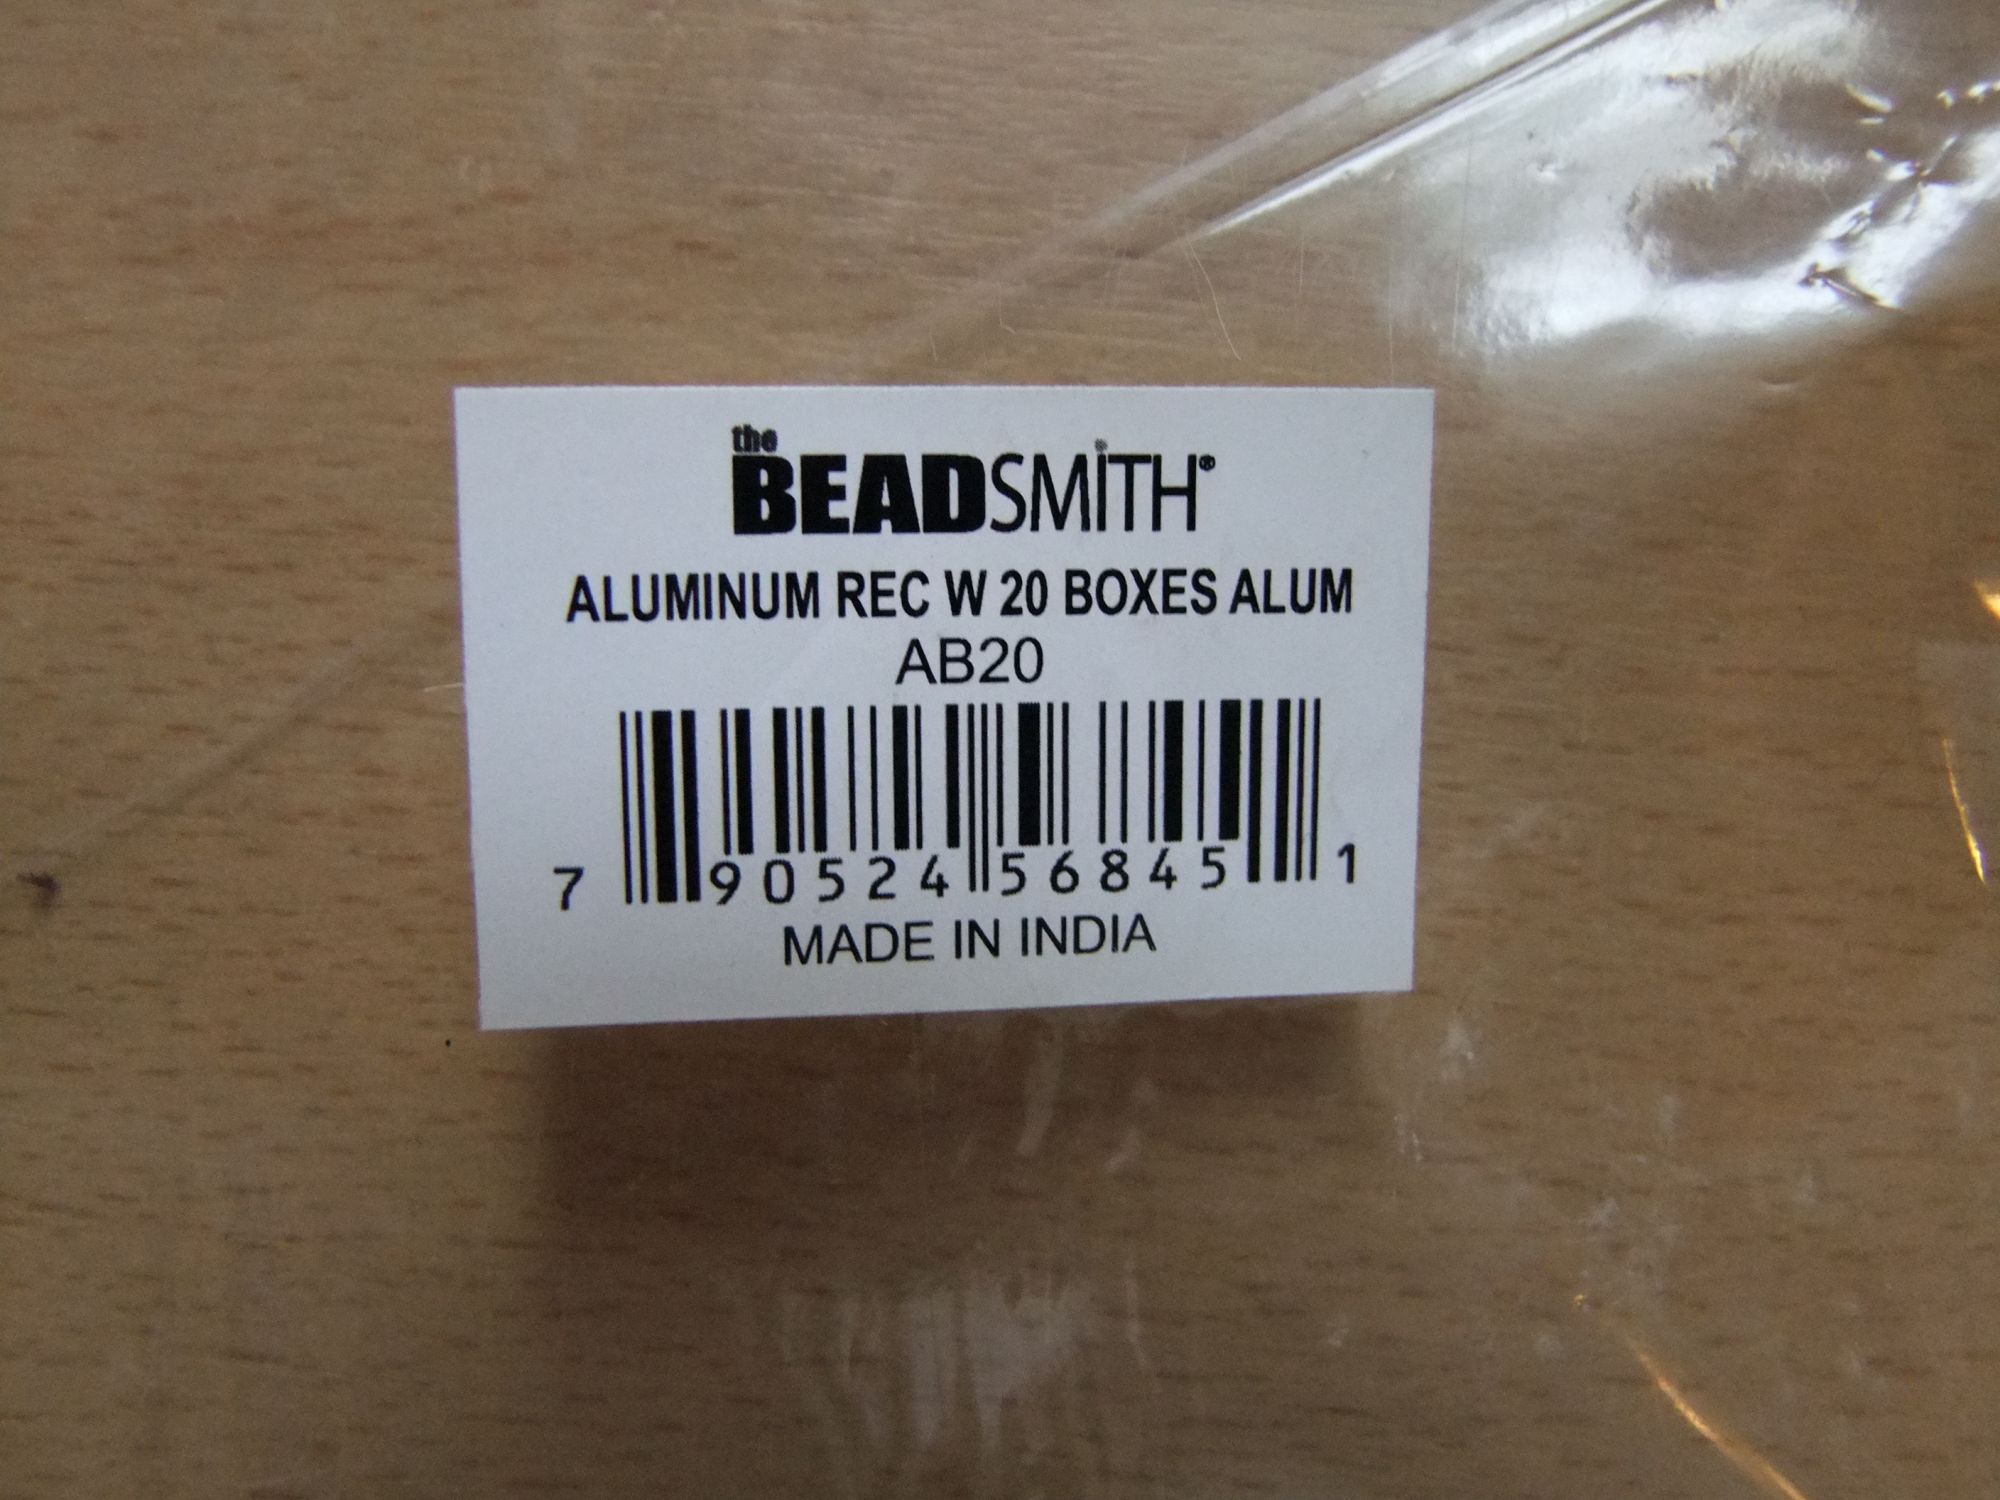 the
BEADSMITH®
ALUMINUM REC W 20 BOXES ALUM
AB20
7 90524 56845 1
MADE IN INDIA